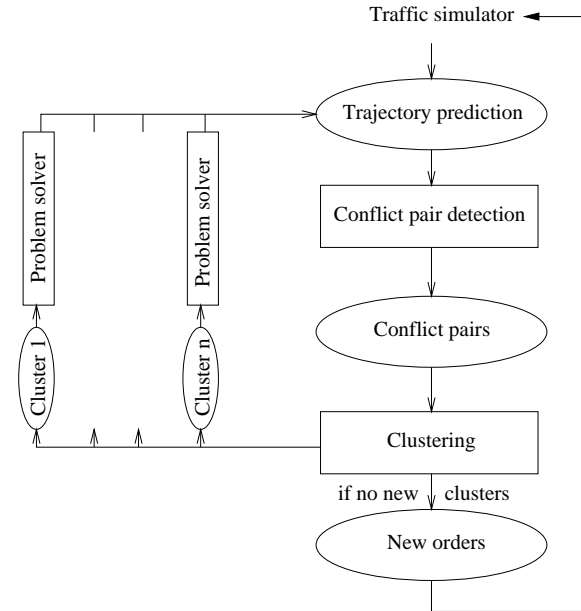 Traffic simulator
Trajectory prediction
Conflict pair detection
Conflict pairs
Clustering
if no new clusters
New orders
Problem solver
Problem solver
Cluster 1
Cluster n